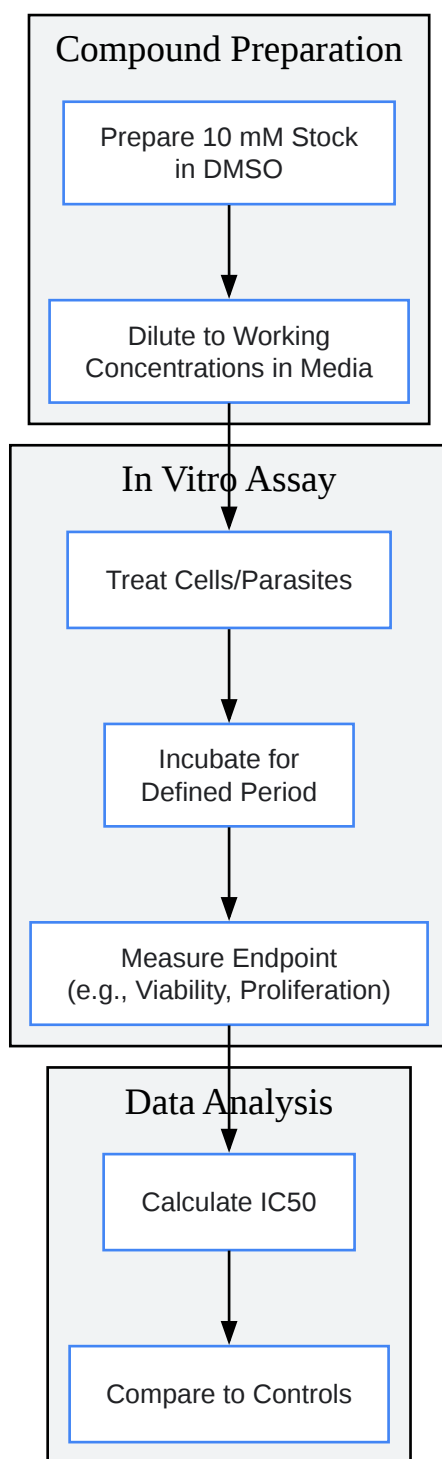 Compound Preparation
Prepare 10 mM Stock
in DMSO
Dilute to Working
Concentrations in Media
In Vitro Assay
Treat Cells/Parasites
Incubate for
Defined Period
Measure Endpoint
(e.g., Viability, Proliferation)
Data Analysis
Calculate IC50
Compare to Controls